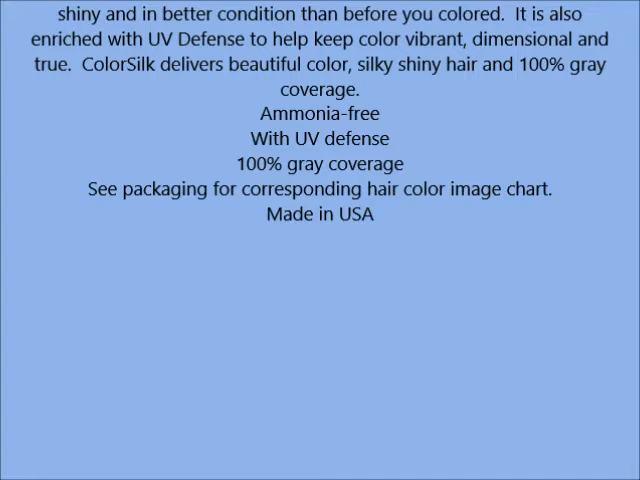 shiny and in better condition than before you colored.  It is also
enriched with UV Defense to help keep color vibrant, dimensional and
true.  ColorSilk delivers beautiful color, silky shiny hair and 100% gray
coverage.
Ammonia-free
With UV defense
100% gray coverage
See packaging for corresponding hair color image chart.
Made in USA